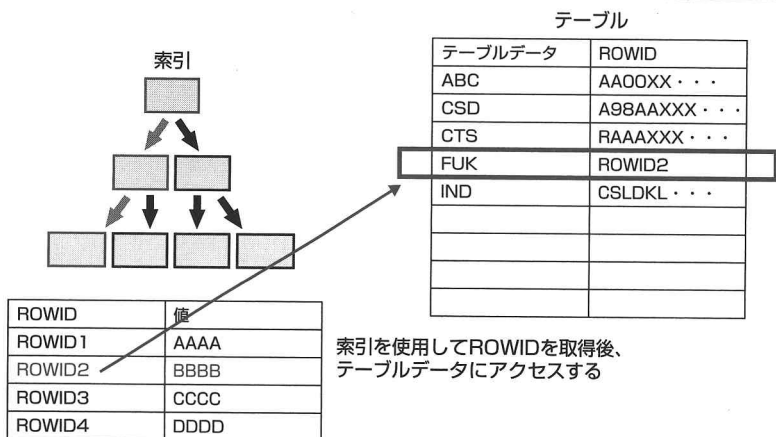 テーブル
索引
テーブルデータ ROWID
ABC AA00XX・・・
CSD A98AAXXX・・・
CTS RAAAXXX・・・
FUK ROWID2
IND CSLDKL・・・
ROWID 値
ROWID1 AAAA
ROWID2 BBBB
ROWID3 CCCC
ROWID4 DDDD
索引を使用してROWIDを取得後、
テーブルデータにアクセスする